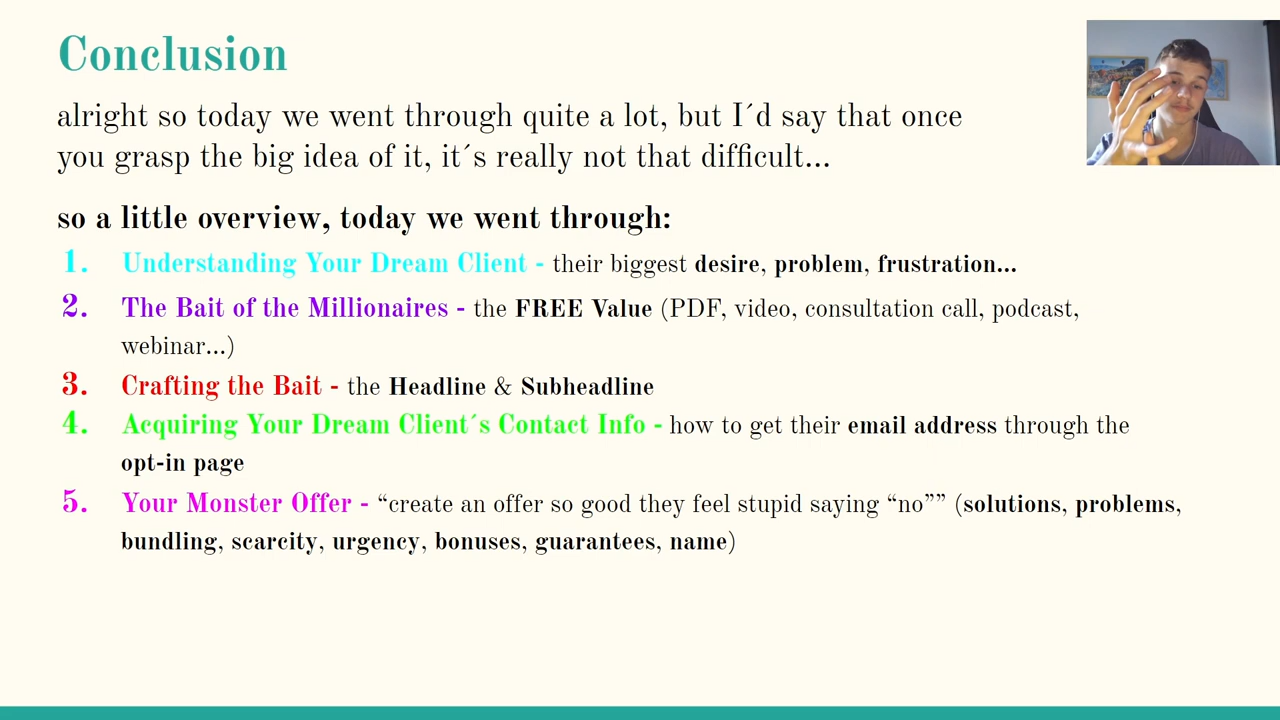 Conclusion
alright so today we went through quite a lot, but I´d say that once
you grasp the big idea of it, it´s really not that difficult...
so a little overview, today we went through:
1. Understanding Your Dream Client - their biggest desire, problem, frustration...
2. The Bait of the Millionaires - the FREE Value (PDF, video, consultation call, podcast,
webinar...)
3. Crafting the Bait - the Headline & Subheadline
4. Acquiring Your Dream Client´s Contact Info - how to get their email address through the
opt-in page
5. Your Monster Offer - “create an offer so good they feel stupid saying “no”” (solutions, problems,
bundling, scarcity, urgency, bonuses, guarantees, name)